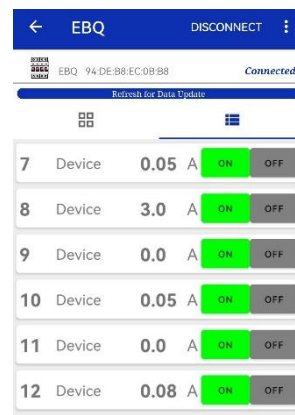 EBQ DISCONNECT
EBQ 94:DE:B8:EC:0B:B8 Connected
Refresh for Data Update
7 Device 0.05 A ON OFF
8 Device 3.0 A ON OFF
9 Device 0.0 A ON OFF
10 Device 0.05 A ON OFF
11 Device 0.0 A ON OFF
12 Device 0.08 A ON OFF